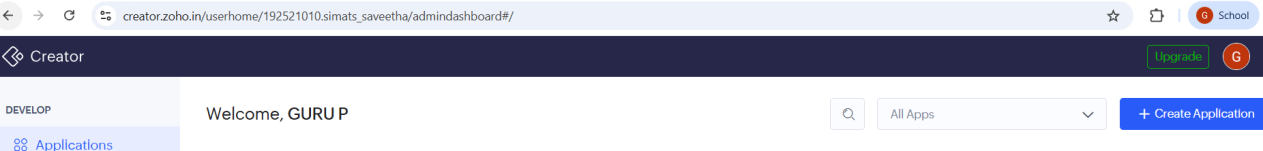 creator.zoho.in/userhome/192521010.simats_saveetha/admindashboard#/
G School
Creator
Upgrade G
DEVELOP
Welcome, GURU P
All Apps
+ Create Application
Applications